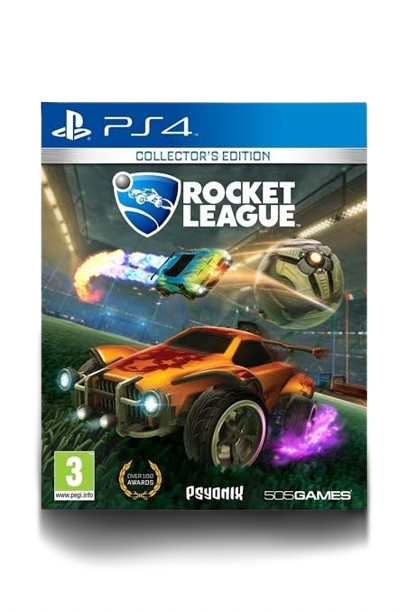 PS4
COLLECTOR'S EDITION
ROCKET
LEAGUE
3
www.pegi.info
OVER 100
AWARDS
PSYONIX
505GAMES